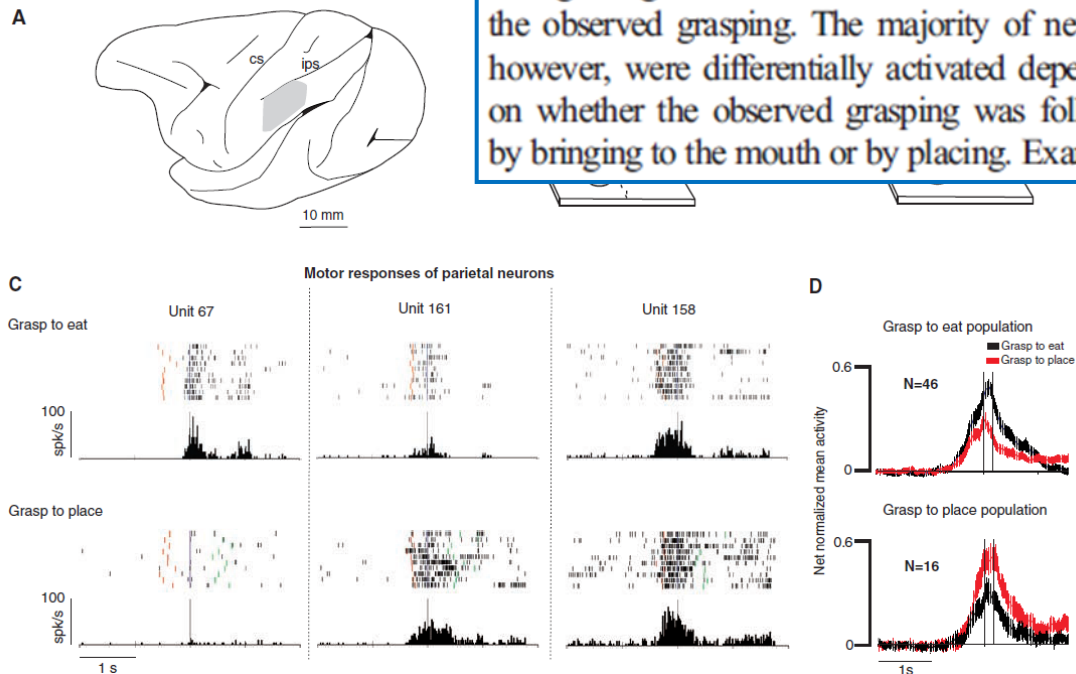 A
cs
ips
10 mm
the observed grasping. The majority of ne
however, were differentially activated depe
on whether the observed grasping was fol
by bringing to the mouth or by placing. Exa
C
Motor responses of parietal neurons
Unit 67
Unit 161
Unit 158
Grasp to eat
100
spk/s
Grasp to place
100
spk/s
1 s
D
Grasp to eat population
Grasp to eat
Grasp to place
0.6
N=46
0
Net normalized mean activity
Grasp to place population
0.6
N=16
0
1s